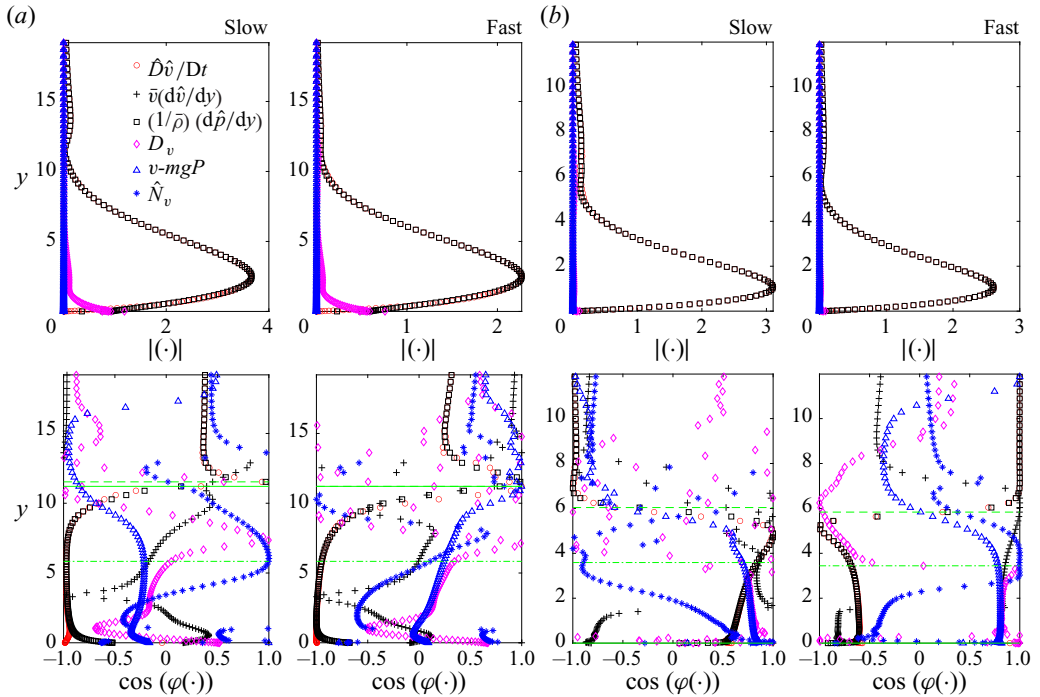 (a) Slow Fast (b) Slow Fast
15 15 10 10
D̂v̂/Dt
v̄(dv̂/dy)
(1/ρ̄) (dp̂/dy)
D_v
v-mgP
N̂_v
y 10 10 8 8
5 5 6 6
4 4
2 2
0 2 4 0 1 2 0 1 2 3 0 1 2 3
|(·)| |(·)| |(·)| |(·)|
15 15 12 12
10 10 10 10
y 8 8
5 5 6 6
4 4
2 2
0 0 0 0
−1.0 −0.5 0 0.5 1.0 −1.0 −0.5 0 0.5 1.0 −1.0 −0.5 0 0.5 1.0 −1.0 −0.5 0 0.5 1.0
cos (φ(·)) cos (φ(·)) cos (φ(·)) cos (φ(·))